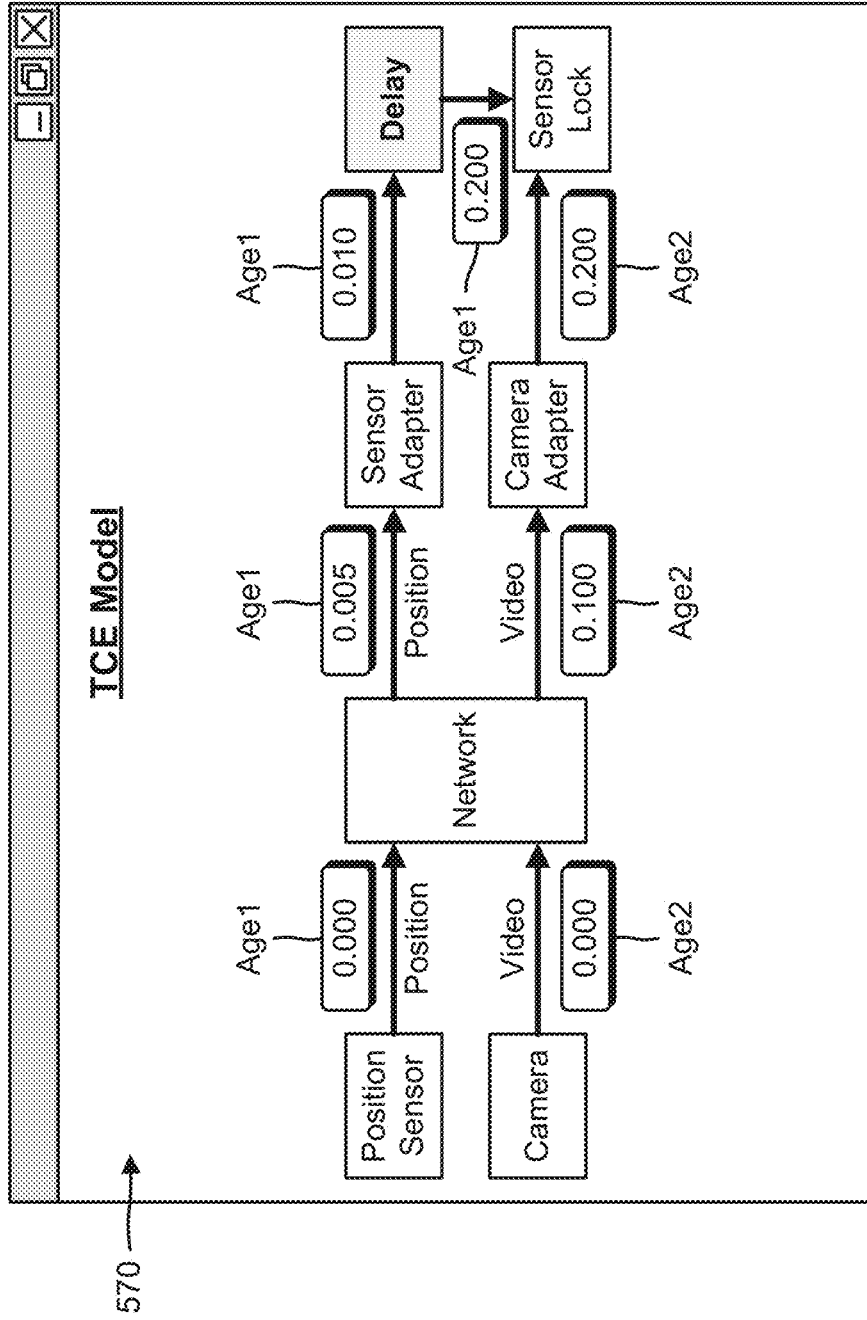 570
TCE Model
Age1
Age1
Age1
0.000
0.005
0.010
Position
Sensor
Position
Position
Sensor
Adapter
Delay
Network
Age1
0.200
Camera
Video
Video
Camera
Adapter
Sensor
Lock
0.000
0.100
0.200
Age2
Age2
Age2